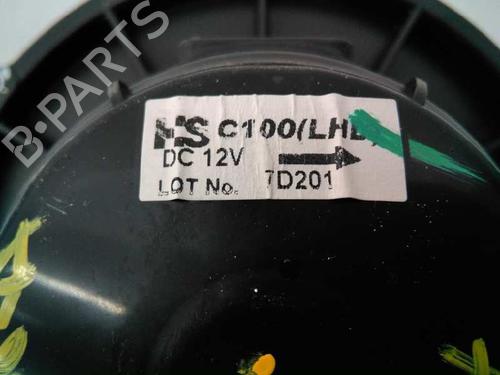 B-PARTS
HS C100(LHD)
DC 12V
LOT No. 7D201